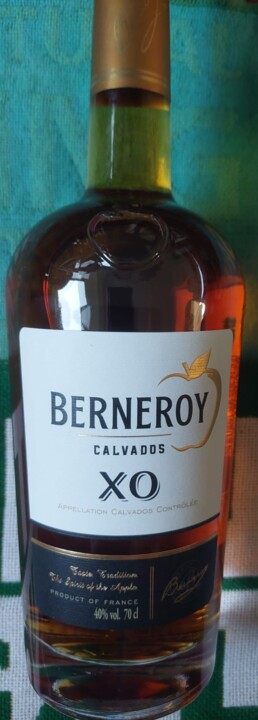 BERNEROY
CALVADOS
XO
APPELLATION CALVADOS CONTRÔLÉE
Taste, Tradition
The Spirit of the Apple
PRODUCT OF FRANCE
40% vol. 70 cl